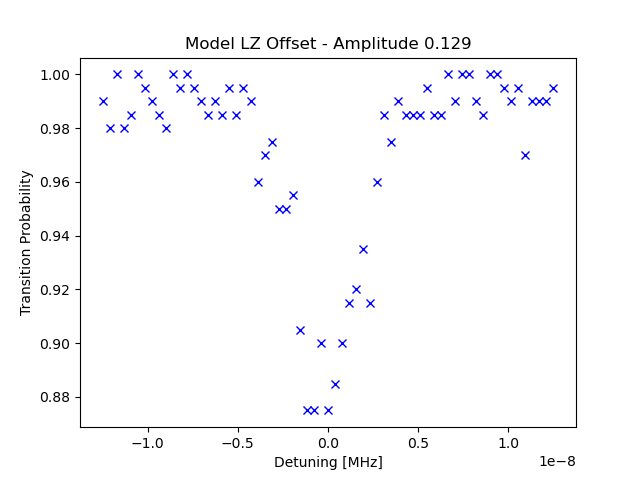 Model LZ Offset - Amplitude 0.129
Transition Probability
1.00
0.98
0.96
0.94
0.92
0.90
0.88
−1.0 −0.5 0.0 0.5 1.0
1e−8
Detuning [MHz]